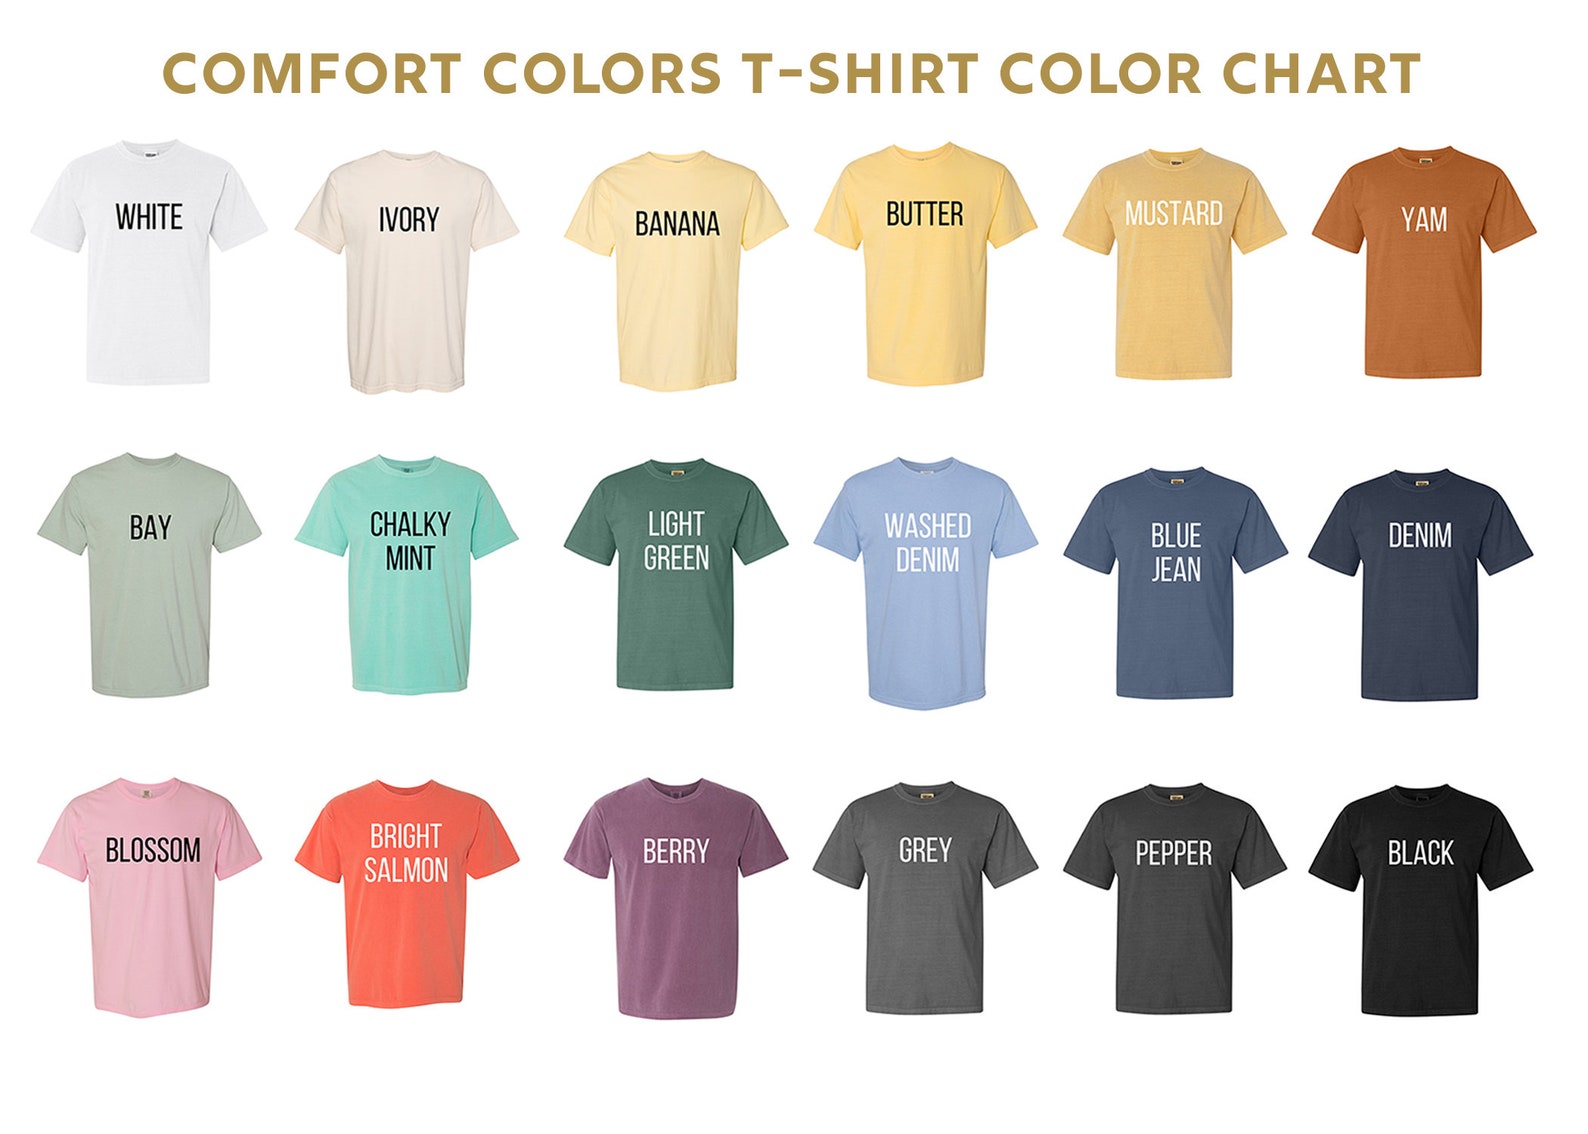 COMFORT COLORS T-SHIRT COLOR CHART
WHITE
IVORY
BANANA
BUTTER
MUSTARD
YAM
BAY
CHALKY
MINT
LIGHT
GREEN
WASHED
DENIM
BLUE
JEAN
DENIM
BLOSSOM
BRIGHT
SALMON
BERRY
GREY
PEPPER
BLACK